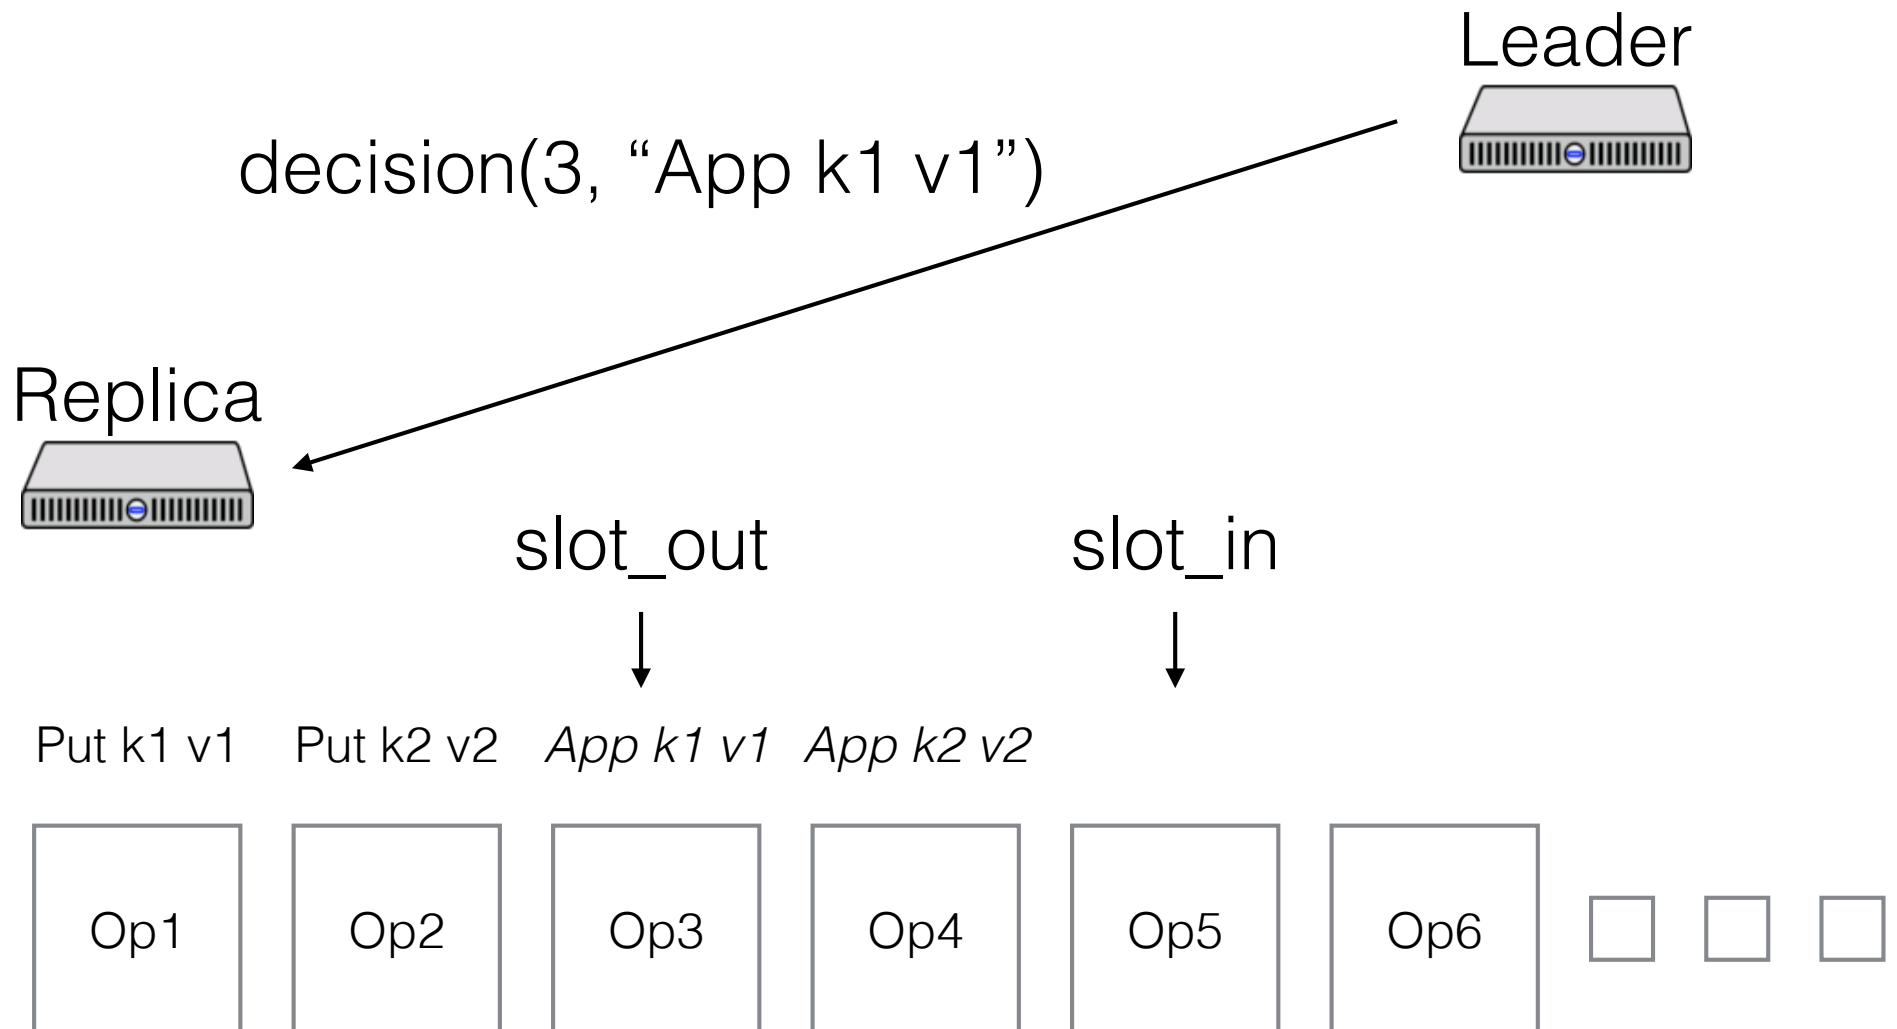 Leader
decision(3, “App k1 v1”)
Replica
slot_out slot_in
Put k1 v1 Put k2 v2 App k1 v1 App k2 v2
Op1 Op2 Op3 Op4 Op5 Op6